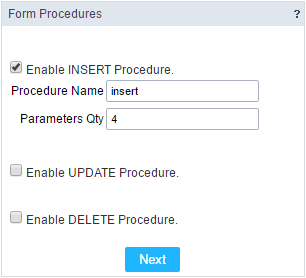 Form Procedures ?
Enable INSERT Procedure.
Procedure Name insert
Parameters Qty 4
Enable UPDATE Procedure.
Enable DELETE Procedure.
Next